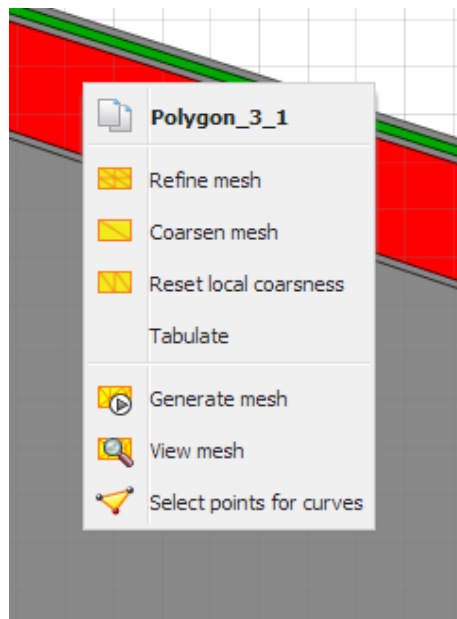 Polygon_3_1
Refine mesh
Coarsen mesh
Reset local coarsness
Tabulate
Generate mesh
View mesh
Select points for curves